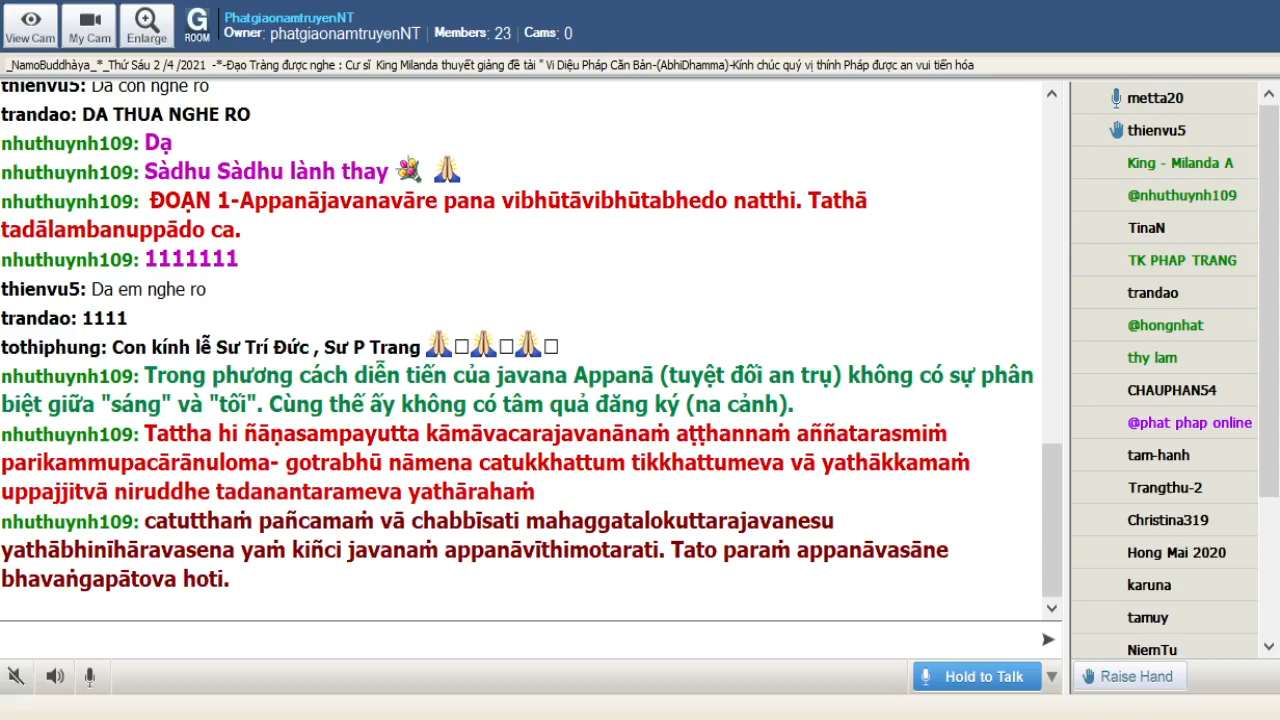 View Cam
My Cam
Enlarge
G
ROOM
PhatgiaonamtruyenNT
Owner: phatgiaonamtruyenNT | Members: 23 | Cams: 0
_NamoBuddhàya_*_Thứ Sáu 2 /4 /2021 -*-Đạo Tràng được nghe : Cư sĩ King Milanda thuyết giảng đề tài " Vi Diệu Pháp Căn Bản-(AbhiDhamma)-Kính chúc quý vị thính Pháp được an vui tiến hóa
thienvu5: Da con nghe ro
trandao: DA THUA NGHE RO
nhuthuynh109: Dạ
nhuthuynh109: Sàdhu Sàdhu lành thay
nhuthuynh109: ĐOẠN 1-Appanājavanavāre pana vibhūtāvibhūtabhedo natthi. Tathā
tadālambanuppādo ca.
nhuthuynh109: 1111111
thienvu5: Da em nghe ro
trandao: 1111
tothiphung: Con kính lễ Sư Trí Đức , Sư P Trang
nhuthuynh109: Trong phương cách diễn tiến của javana Appanā (tuyệt đối an trụ) không có sự phân
biệt giữa "sáng" và "tối". Cùng thế ấy không có tâm quả đăng ký (na cảnh).
nhuthuynh109: Tattha hi ñāṇasampayutta kāmāvacarajavanānaṁ aṭṭhannaṁ aññatarasmiṁ
parikammupacārānuloma- gotrabhū nāmena catukkhattum tikkhattumeva vā yathākkamaṁ
uppajjitvā niruddhe tadanantarameva yathārahaṁ
nhuthuynh109: catutthaṁ pañcamaṁ vā chabbīsati mahaggatalokuttarajavanesu
yathābhinīhāravasena yaṁ kiñci javanaṁ appanāvīthimotarati. Tato paraṁ appanāvasāne
bhavaṅgapātova hoti.
metta20
thienvu5
King - Milanda A
@nhuthuynh109
TinaN
TK PHAP TRANG
trandao
@hongnhat
thy lam
CHAUPHAN54
@phat phap online
tam-hanh
Trangthu-2
Christina319
Hong Mai 2020
karuna
tamuy
NiemTu
Hold to Talk
Raise Hand